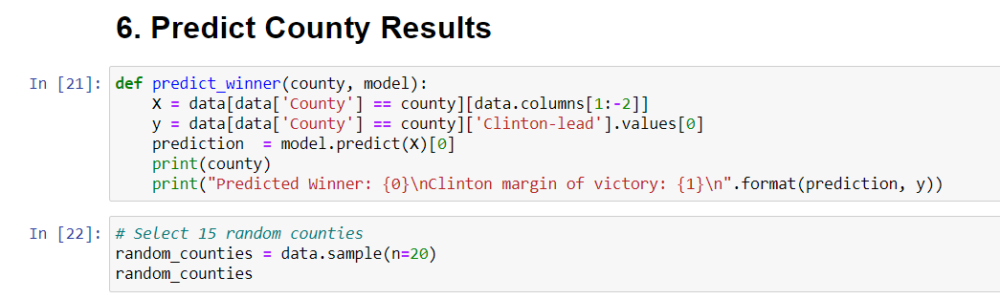 6. Predict County Results
In [21]: def predict_winner(county, model):
    X = data[data['County'] == county][data.columns[1:-2]]
    y = data[data['County'] == county]['Clinton-lead'].values[0]
    prediction  = model.predict(X)[0]
    print(county)
    print("Predicted Winner: {0}\nClinton margin of victory: {1}\n".format(prediction, y))
In [22]: # Select 15 random counties
random_counties = data.sample(n=20)
random_counties